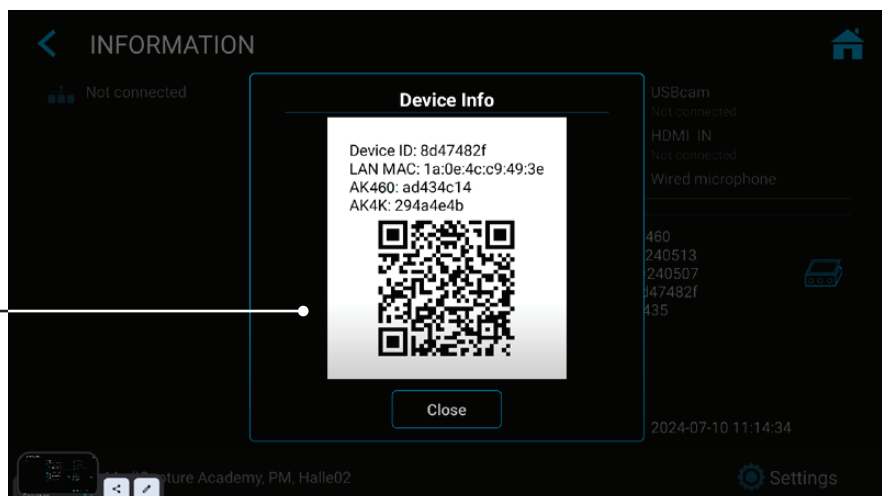 INFORMATION
Not connected
Device Info
Device ID: 8d47482f
LAN MAC: 1a:0e:4c:c9:49:3e
AK460: ad434c14
AK4K: 294a4e4b
Close
USBcam
Not connected
HDMI IN
Not connected
Wired microphone
460
240513
240507
d47482f
435
2024-07-10 11:14:34
pture Academy, PM, Halle02
Settings